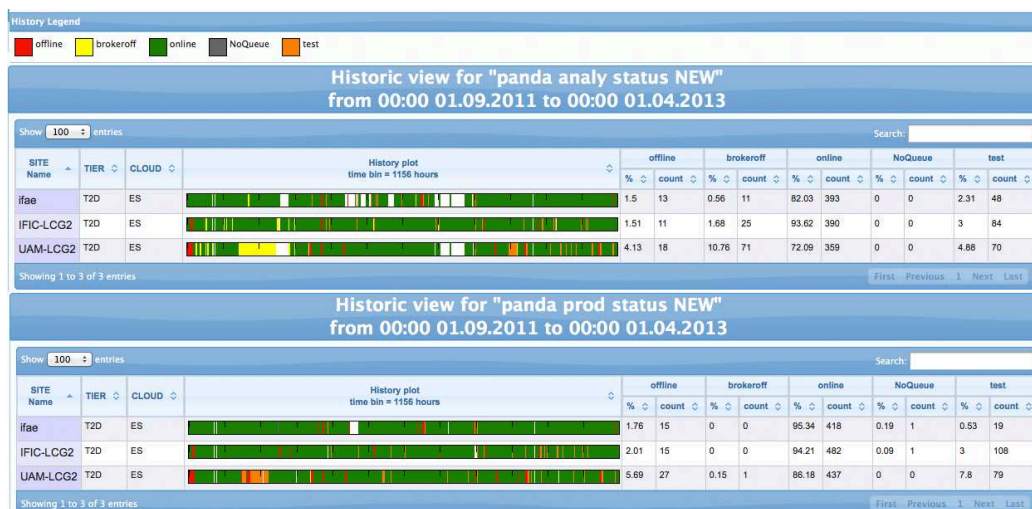 History Legend
offline brokeroff online NoQueue test
Historic view for "panda analy status NEW"
from 00:00 01.09.2011 to 00:00 01.04.2013
Show 100 entries Search:
SITE Name TIER CLOUD History plot time bin = 1156 hours offline brokeroff online NoQueue test
% count % count % count % count % count
ifae T2D ES 1.5 13 0.56 11 82.03 393 0 0 2.31 48
IFIC-LCG2 T2D ES 1.51 11 1.68 25 93.62 390 0 0 3 84
UAM-LCG2 T2D ES 4.13 18 10.76 71 72.09 359 0 0 4.88 70
Showing 1 to 3 of 3 entries First Previous 1 Next Last
Historic view for "panda prod status NEW"
from 00:00 01.09.2011 to 00:00 01.04.2013
Show 100 entries Search:
SITE Name TIER CLOUD History plot time bin = 1156 hours offline brokeroff online NoQueue test
% count % count % count % count % count
ifae T2D ES 1.76 15 0 0 95.34 418 0.19 1 0.53 19
IFIC-LCG2 T2D ES 2.01 15 0 0 94.21 482 0.09 1 3 108
UAM-LCG2 T2D ES 5.69 27 0.15 1 86.18 437 0 0 7.8 79
Showing 1 to 3 of 3 entries First Previous 1 Next Last